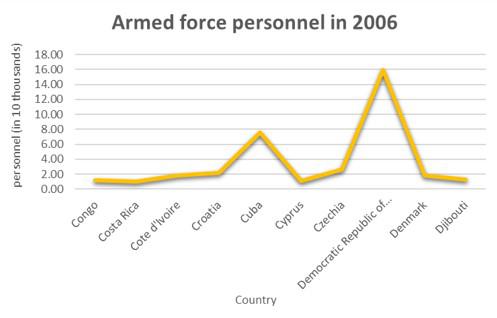 Armed force personnel in 2006
personnel (in 10 thousands)
18.00
16.00
14.00
12.00
10.00
8.00
6.00
4.00
2.00
0.00
Congo
Costa Rica
Cote d'Ivoire
Croatia
Cuba
Cyprus
Czechia
Democratic Republic of...
Denmark
Djibouti
Country